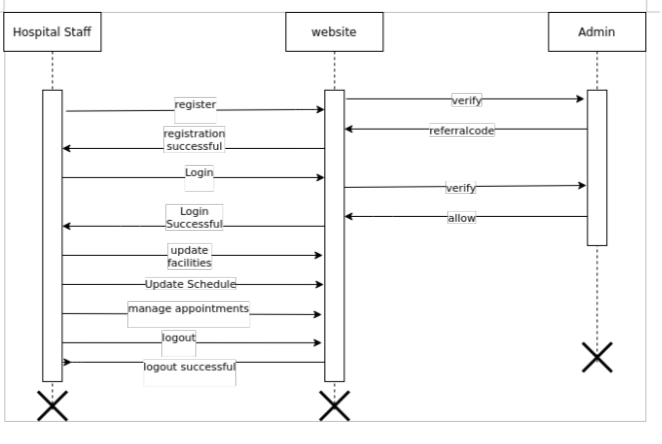 Hospital Staff
website
Admin
register
verify
registration
successful
referralcode
Login
verify
Login
Successful
allow
update
facilities
Update Schedule
manage appointments
logout
logout successful